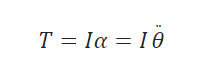 T = Iα = I θ̈